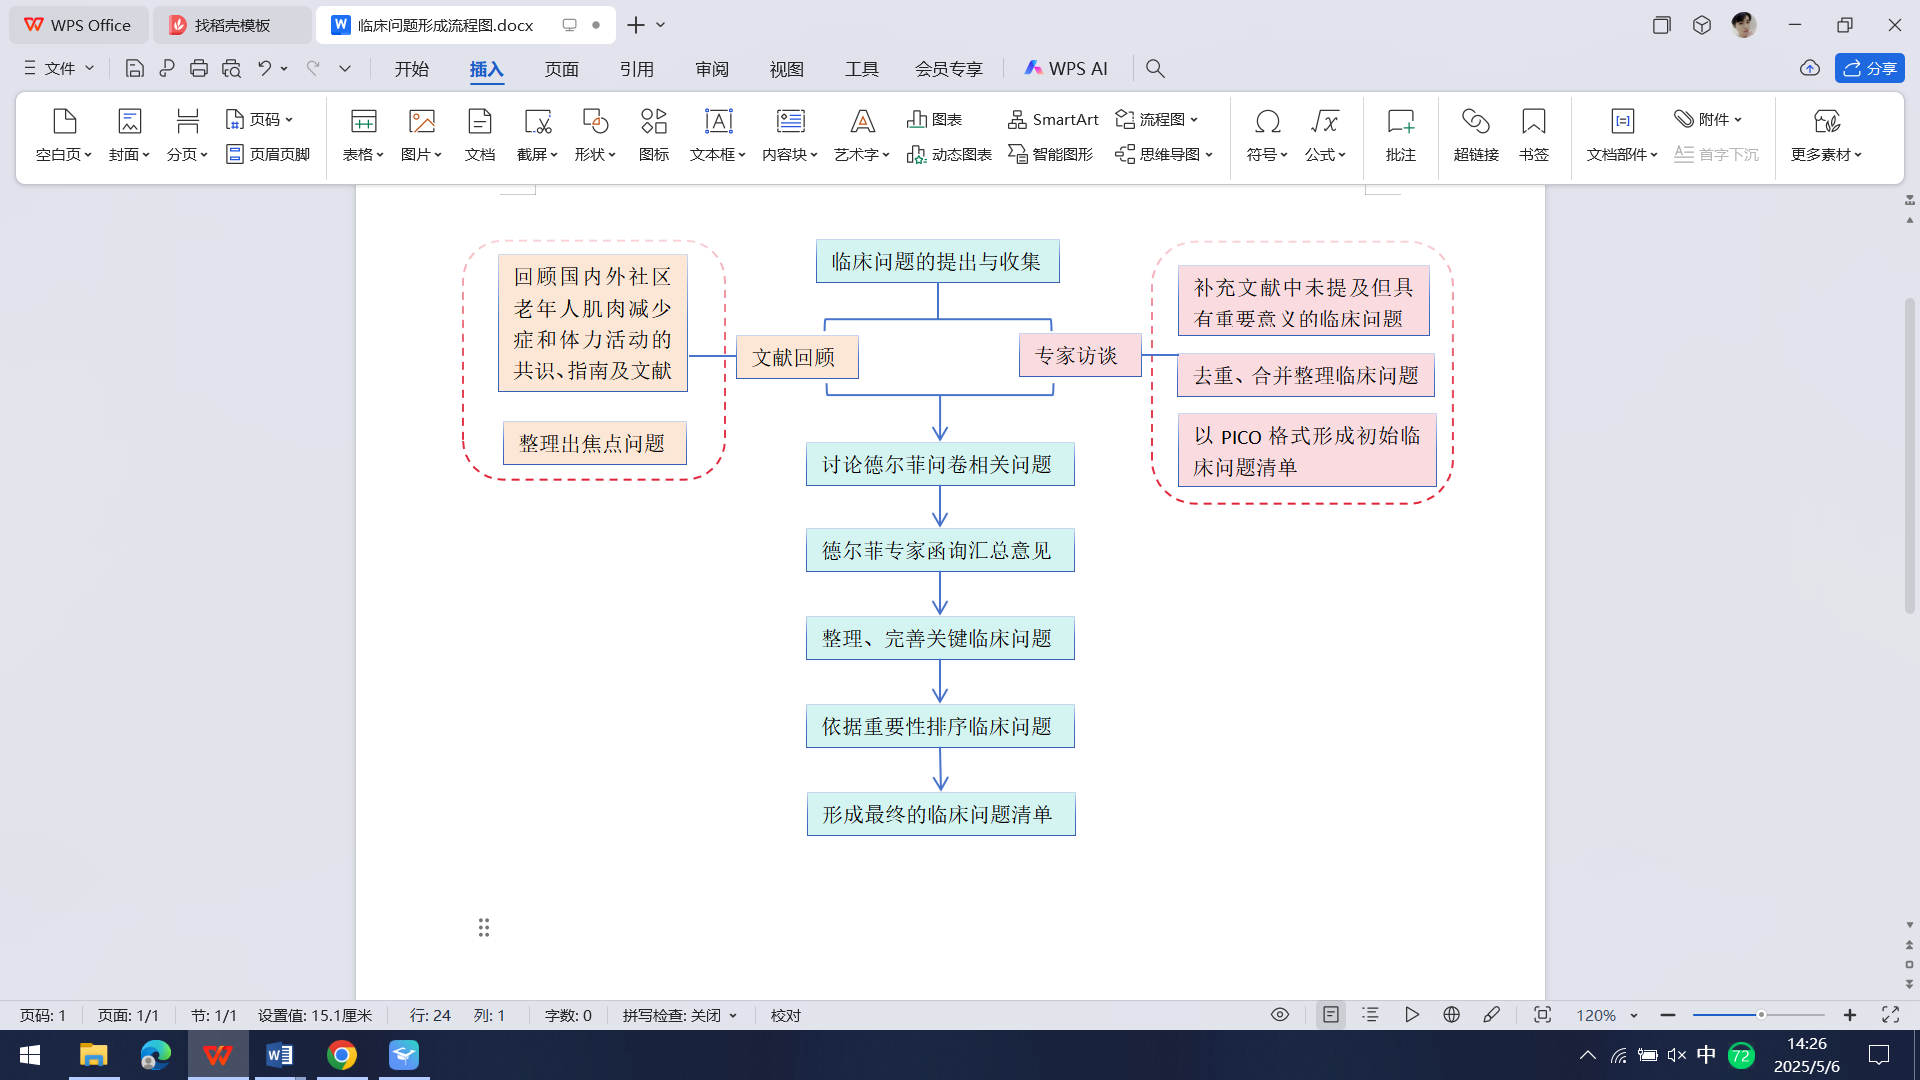 WPS Office
找稻壳模板
临床问题形成流程图.docx
文件
开始
插入
页面
引用
审阅
视图
工具
会员专享
WPS AI
分享
空白页
封面
分页
页码
页眉页脚
表格
图片
文档
截屏
形状
图标
文本框
内容块
艺术字
图表
动态图表
SmartArt
智能图形
流程图
思维导图
符号
公式
批注
超链接
书签
文档部件
附件
首字下沉
更多素材
临床问题的提出与收集
回顾国内外社区
老年人肌肉减少
症和体力活动的
共识、指南及文献
整理出焦点问题
文献回顾
专家访谈
补充文献中未提及但具
有重要意义的临床问题
去重、合并整理临床问题
以 PICO 格式形成初始临
床问题清单
讨论德尔菲问卷相关问题
德尔菲专家函询汇总意见
整理、完善关键临床问题
依据重要性排序临床问题
形成最终的临床问题清单
页码: 1
页面: 1/1
节: 1/1
设置值: 15.1厘米
行: 24
列: 1
字数: 0
拼写检查: 关闭
校对
120%
中
72
14:26
2025/5/6